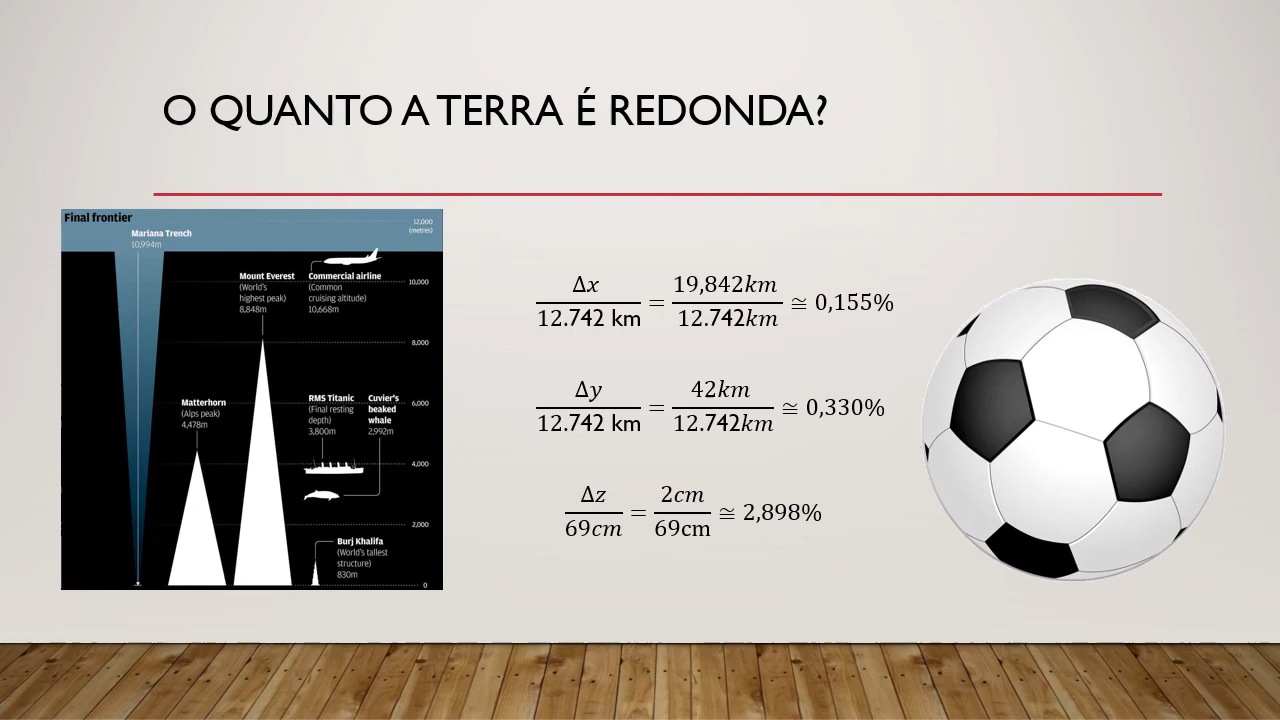 O QUANTO A TERRA É REDONDA?
Final frontier
12,000
(metres)
Mariana Trench
10,994m
Mount Everest
(World's
highest peak)
8,848m
Commercial airline
(Common
cruising altitude)
10,668m
10,000
8,000
Matterhorn
(Alps peak)
4,478m
RMS Titanic
(Final resting
depth)
3,800m
Cuvier's
beaked
whale
2,992m
6,000
4,000
2,000
Burj Khalifa
(World's tallest
structure)
830m
0
Δx / 12.742 km = 19,842km / 12.742km ≅ 0,155%
Δy / 12.742 km = 42km / 12.742km ≅ 0,330%
Δz / 69cm = 2cm / 69cm ≅ 2,898%